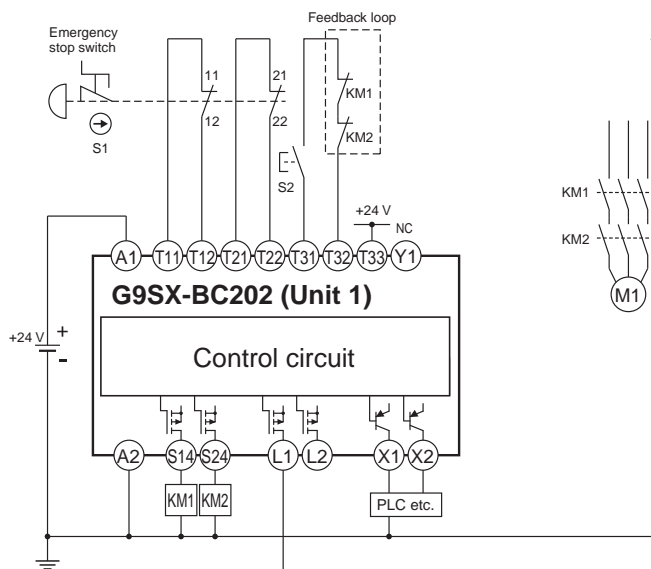 Feedback loop
Emergency
stop switch
11
21
KM1
12
22
KM2
S1
S2
KM1
+24 V
NC
KM2
A1
T11
T12
T21
T22
T31
T32
T33
Y1
G9SX-BC202 (Unit 1)
M1
+24 V
+
-
Control circuit
A2
S14
S24
L1
L2
X1
X2
KM1
KM2
PLC etc.